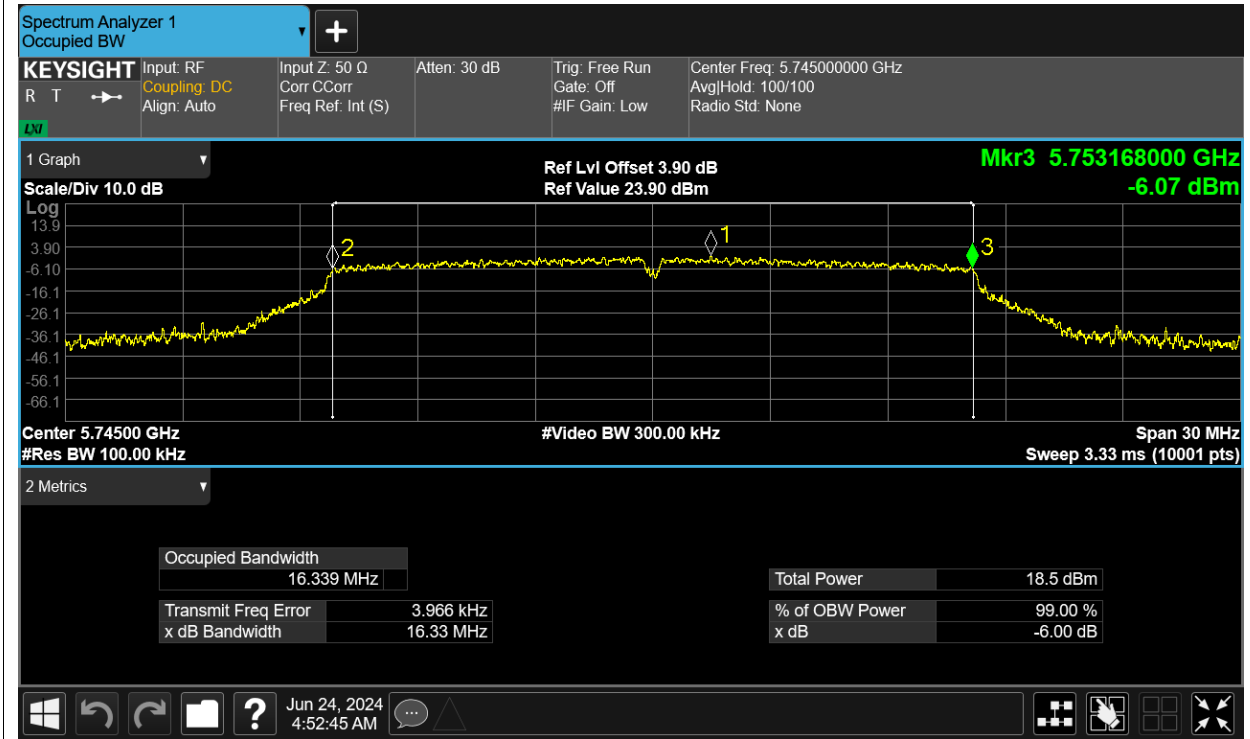 Spectrum Analyzer 1
Occupied BW
KEYSIGHT
R T
LXI
Input: RF
Coupling: DC
Align: Auto
Input Z: 50 Ω
Corr CCorr
Freq Ref: Int (S)
Atten: 30 dB
Trig: Free Run
Gate: Off
#IF Gain: Low
Center Freq: 5.745000000 GHz
Avg|Hold: 100/100
Radio Std: None
1 Graph
Scale/Div 10.0 dB
Ref Lvl Offset 3.90 dB
Ref Value 23.90 dBm
Mkr3 5.753168000 GHz
-6.07 dBm
Log
13.9
3.90
-6.10
-16.1
-26.1
-36.1
-46.1
-56.1
-66.1
2
1
3
Center 5.74500 GHz
#Video BW 300.00 kHz
Span 30 MHz
#Res BW 100.00 kHz
Sweep 3.33 ms (10001 pts)
2 Metrics
Occupied Bandwidth
16.339 MHz
Transmit Freq Error 3.966 kHz
x dB Bandwidth 16.33 MHz
Total Power 18.5 dBm
% of OBW Power 99.00 %
x dB -6.00 dB
?
Jun 24, 2024
4:52:45 AM